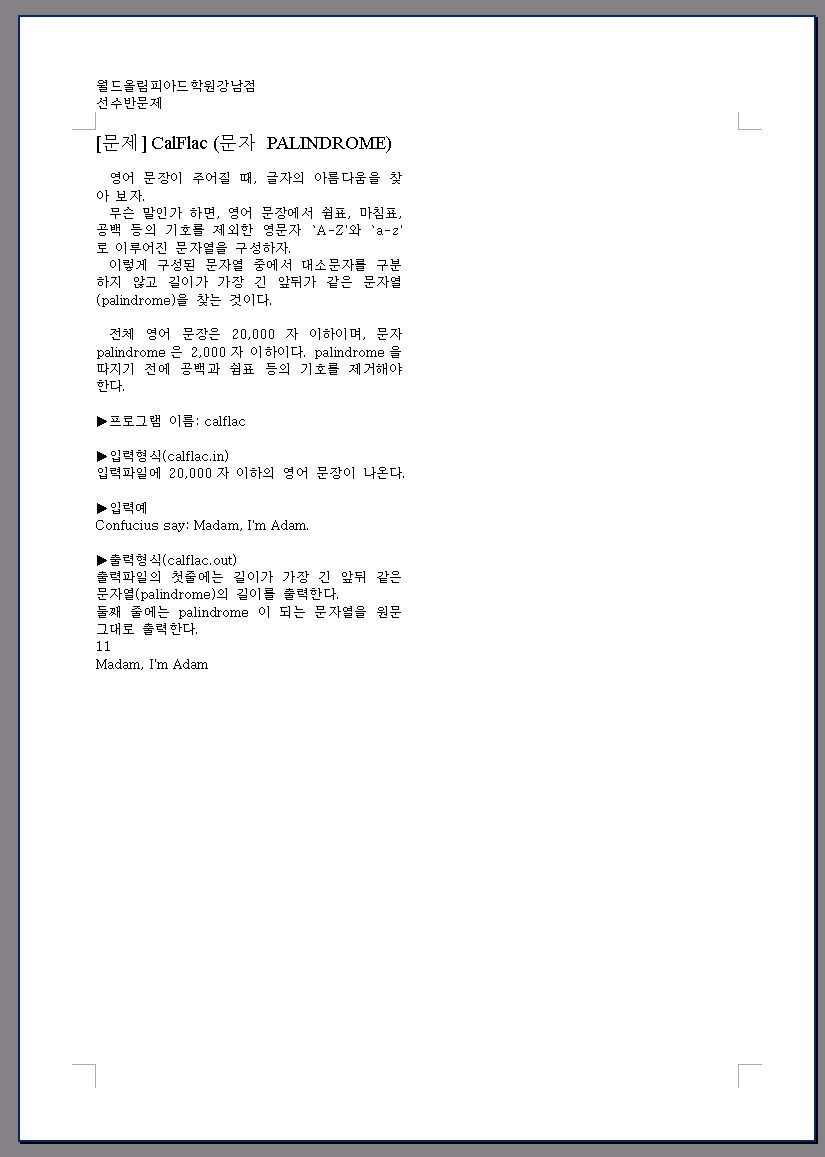 월드올림피아드학원강남점
선수반문제
[문제] CalFlac (문자 PALINDROME)
영어 문장이 주어질 때, 글자의 아름다움을 찾
아 보자.
무슨 말인가 하면, 영어 문장에서 쉼표, 마침표,
공백 등의 기호를 제외한 영문자 `A-Z'와 `a-z'
로 이루어진 문자열을 구성하자.
이렇게 구성된 문자열 중에서 대소문자를 구분
하지 않고 길이가 가장 긴 앞뒤가 같은 문자열
(palindrome)을 찾는 것이다.
전체 영어 문장은 20,000 자 이하이며, 문자
palindrome 은 2,000 자 이하이다. palindrome 을
따지기 전에 공백과 쉼표 등의 기호를 제거해야
한다.
▶프로그램 이름: calflac
▶입력형식(calflac.in)
입력파일에 20,000 자 이하의 영어 문장이 나온다.
▶입력예
Confucius say: Madam, I'm Adam.
▶출력형식(calflac.out)
출력파일의 첫줄에는 길이가 가장 긴 앞뒤 같은
문자열(palindrome)의 길이를 출력한다.
둘째 줄에는 palindrome 이 되는 문자열을 원문
그대로 출력한다.
11
Madam, I'm Adam